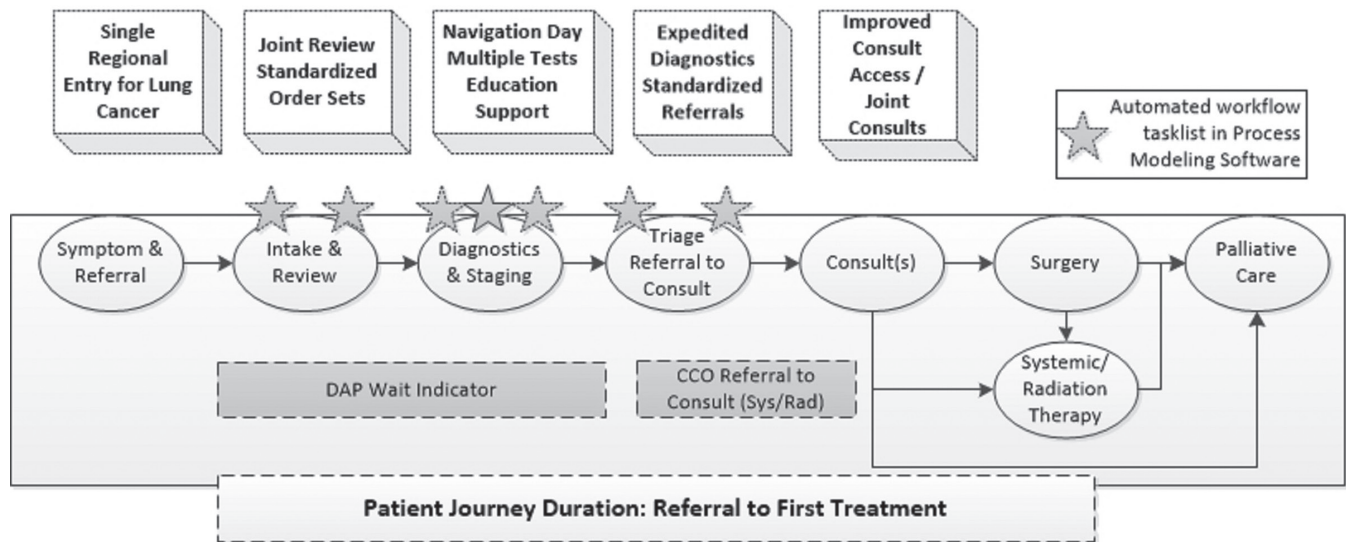 Single
Regional
Entry for Lung
Cancer
Joint Review
Standardized
Order Sets
Navigation Day
Multiple Tests
Education
Support
Expedited
Diagnostics
Standardized
Referrals
Improved
Consult
Access /
Joint
Consults
Automated workflow
tasklist in Process
Modeling Software
Symptom &
Referral
Intake &
Review
Diagnostics
& Staging
Triage
Referral to
Consult
Consult(s)
Surgery
Palliative
Care
DAP Wait Indicator
CCO Referral to
Consult (Sys/Rad)
Systemic/
Radiation
Therapy
Patient Journey Duration: Referral to First Treatment